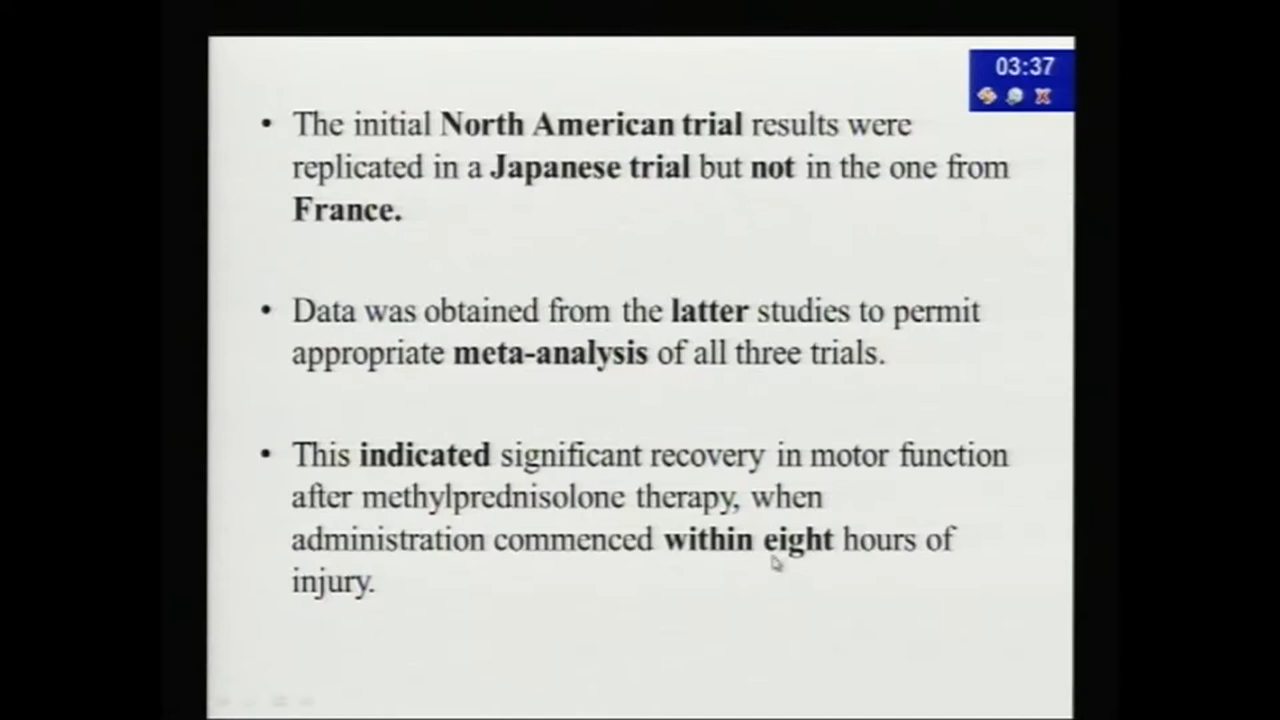 03:37
• The initial North American trial results were
replicated in a Japanese trial but not in the one from
France.
• Data was obtained from the latter studies to permit
appropriate meta-analysis of all three trials.
• This indicated significant recovery in motor function
after methylprednisolone therapy, when
administration commenced within eight hours of
injury.